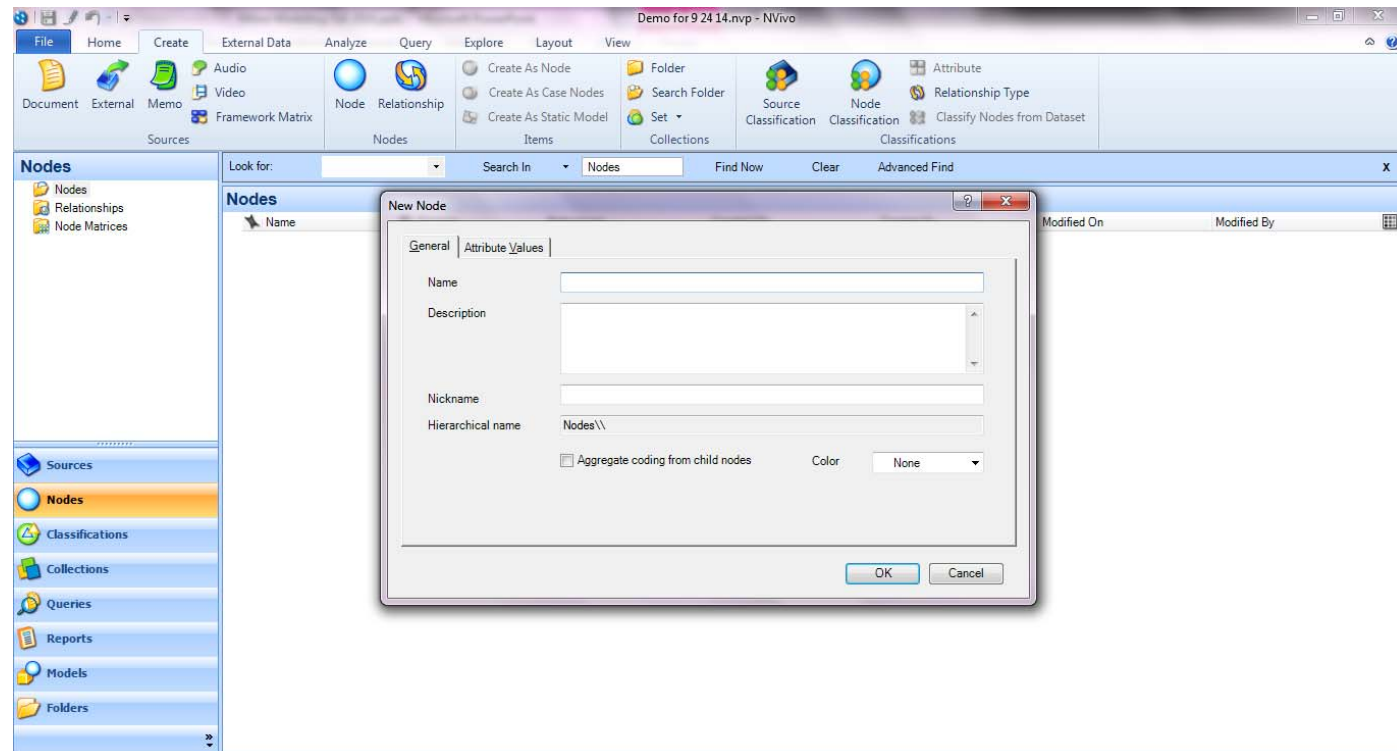 Demo for 9 24 14.nvp - NVivo
File Home Create External Data Analyze Query Explore Layout View
Document External Memo
Audio
Video
Framework Matrix
Sources
Node Relationship
Nodes
Create As Node
Create As Case Nodes
Create As Static Model
Items
Folder
Search Folder
Set
Collections
Source Classification
Node Classification
Attribute
Relationship Type
Classify Nodes from Dataset
Classifications
Nodes
Nodes
Relationships
Node Matrices
Look for: Search In Nodes Find Now Clear Advanced Find x
Nodes
Name Modified On Modified By
New Node
General Attribute Values
Name
Description
Nickname
Hierarchical name Nodes\\
Aggregate coding from child nodes Color None
OK Cancel
Sources
Nodes
Classifications
Collections
Queries
Reports
Models
Folders